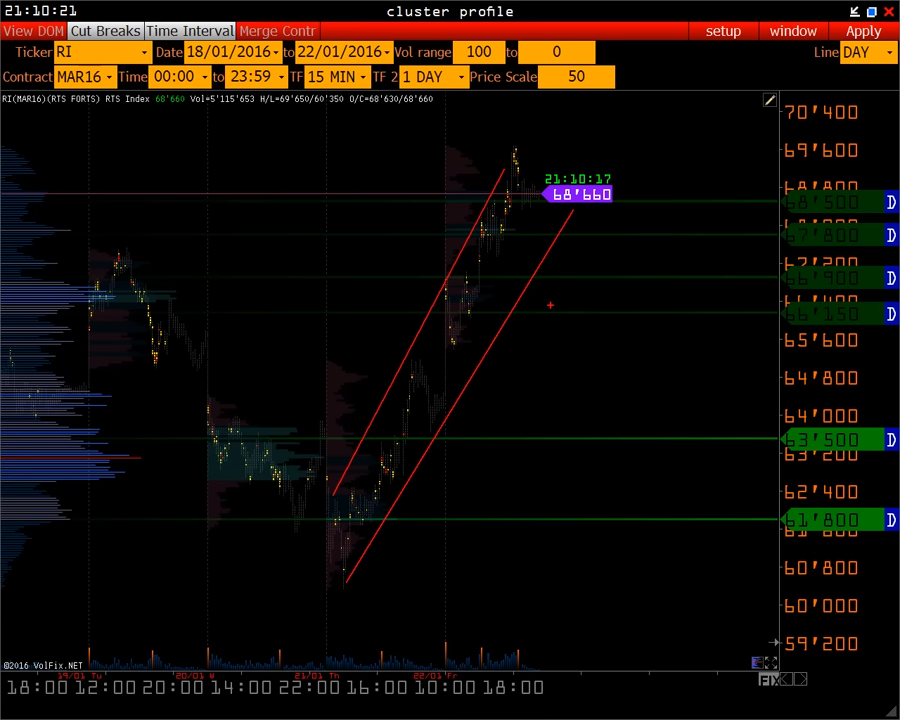 21:10:21 cluster profile
View DOM Cut Breaks Time Interval Merge Contr setup window Apply
Ticker RI Date 18/01/2016 to 22/01/2016 Vol range 100 to 0 Line DAY
Contract MAR16 Time 00:00 to 23:59 TF 15 MIN TF 2 1 DAY Price Scale 50
RI(MAR16)(RTS FORTS) RTS Index 68'660 Vol=5'115'653 H/L=69'650/60'350 O/C=68'630/68'660
70'400
69'600
21:10:17
68'660
68'800
68'500 D
67'800 D
67'200
66'900 D
66'400
66'150 D
65'600
64'800
64'000
63'500 D
63'200
62'400
61'800 D
61'600
60'800
60'000
59'200
©2016 VolFix.NET
19/01 Tu 20/01 W 21/01 Th 22/01 Fr
FIX
18:00 12:00 20:00 14:00 22:00 16:00 10:00 18:00